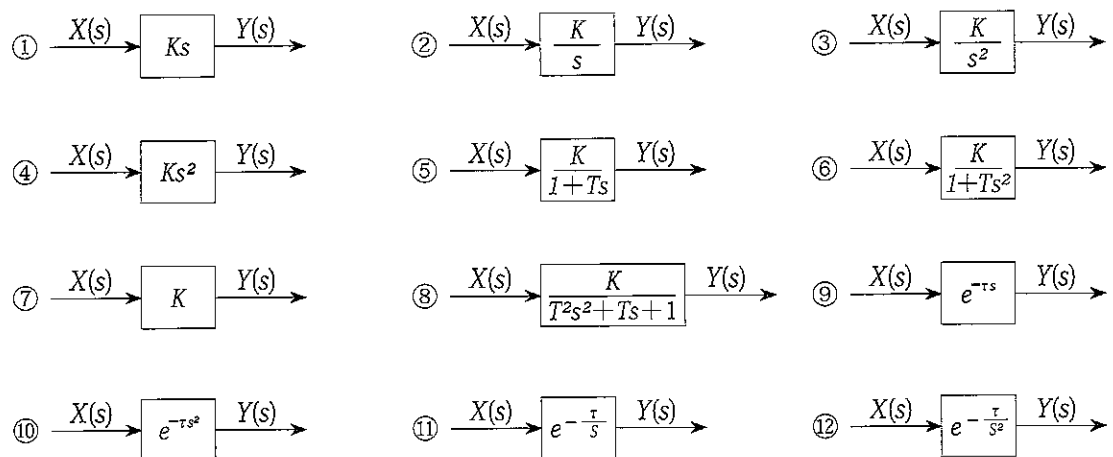 ① X(s) Ks Y(s)
② X(s) K/s Y(s)
③ X(s) K/s² Y(s)
④ X(s) Ks² Y(s)
⑤ X(s) K/1+Ts Y(s)
⑥ X(s) K/1+Ts² Y(s)
⑦ X(s) K Y(s)
⑧ X(s) K/T²s²+Ts+1 Y(s)
⑨ X(s) e^-τs Y(s)
⑩ X(s) e^-τs² Y(s)
⑪ X(s) e^-τ/S Y(s)
⑫ X(s) e^-τ/S² Y(s)